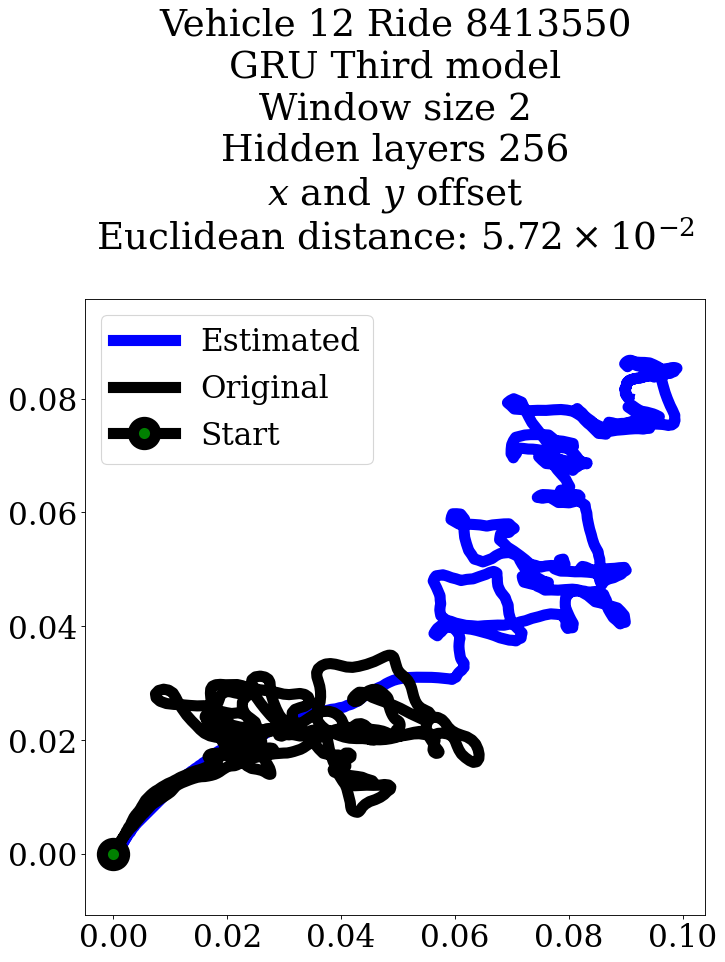 Vehicle 12 Ride 8413550
GRU Third model
Window size 2
Hidden layers 256
x and y offset
Euclidean distance: 5.72 × 10⁻²
Estimated
Original
Start
0.08
0.06
0.04
0.02
0.00
0.00 0.02 0.04 0.06 0.08 0.10